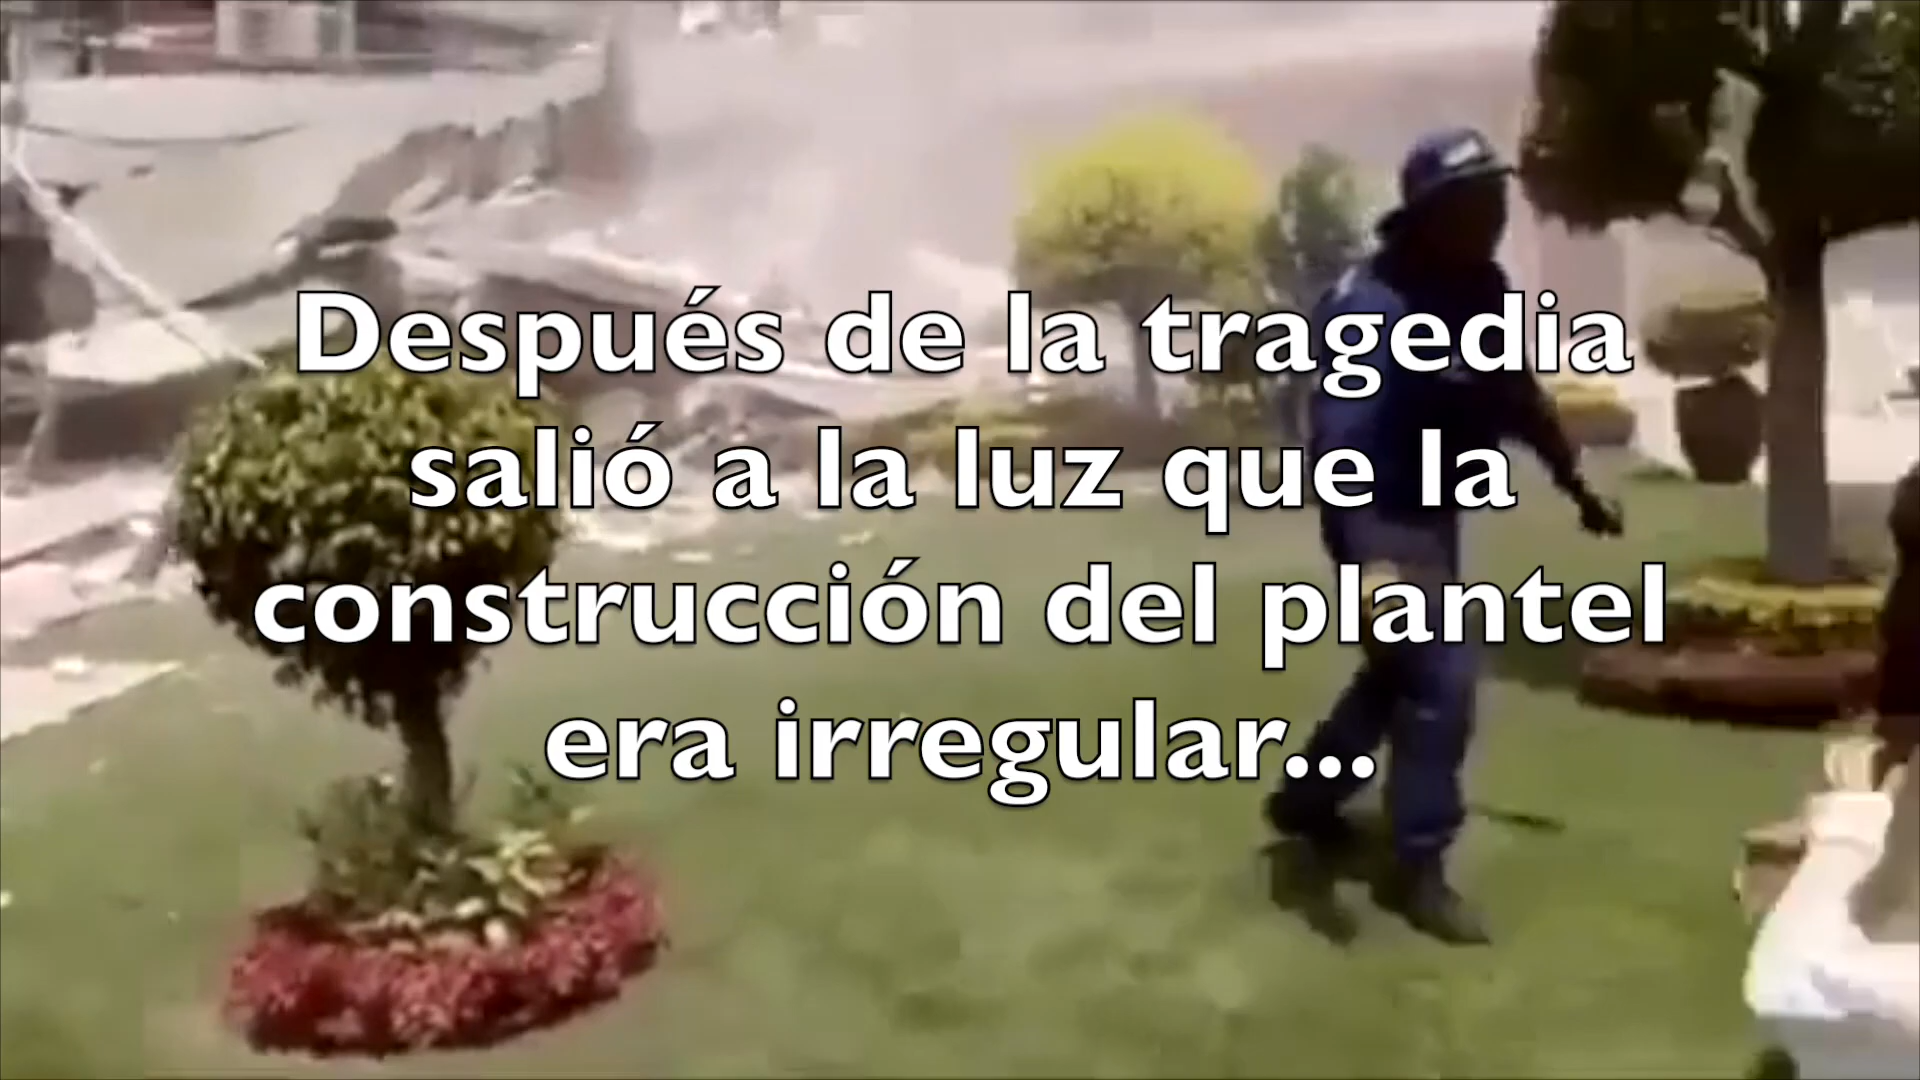 Después de la tragedia
salió a la luz que la
construcción del plantel
era irregular...